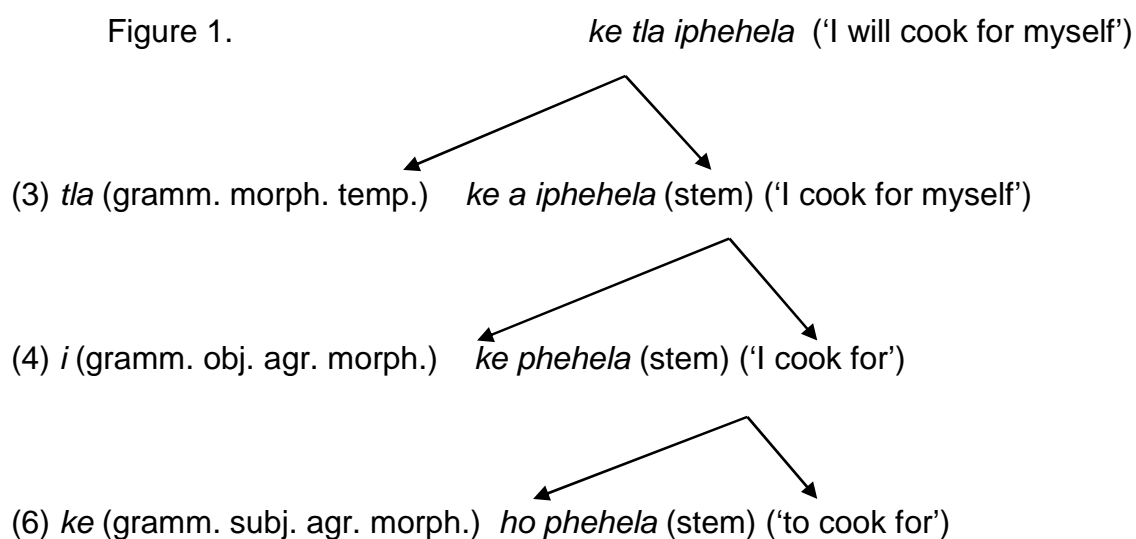 Figure 1. ke tla iphehela (‘I will cook for myself’)
(3) tla (gramm. morph. temp.) ke a iphehela (stem) (‘I cook for myself’)
(4) i (gramm. obj. agr. morph.) ke phehela (stem) (‘I cook for’)
(6) ke (gramm. subj. agr. morph.) ho phehela (stem) (‘to cook for’)